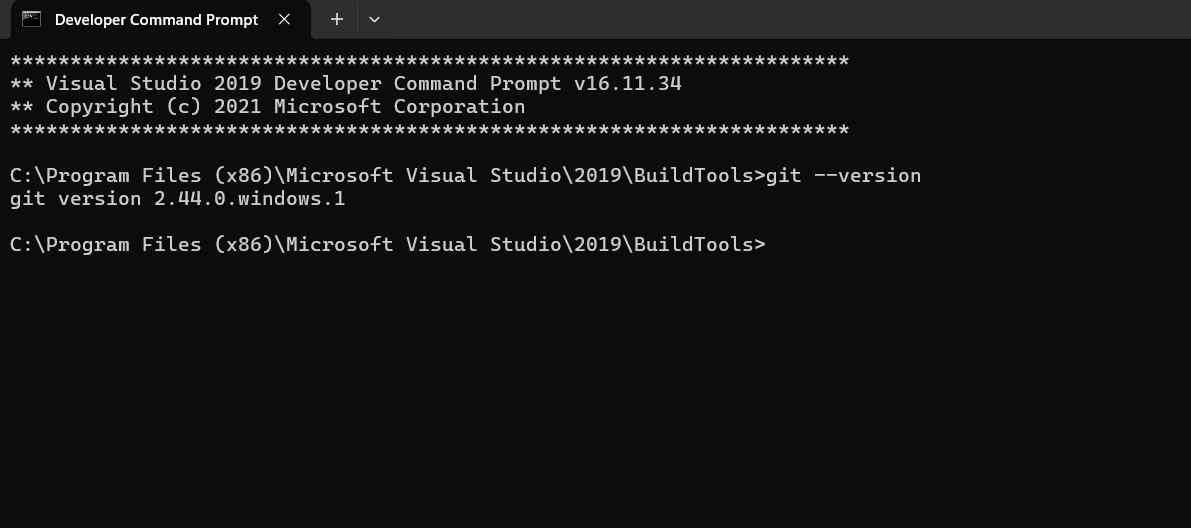 Developer Command Prompt
**********************************************************************
** Visual Studio 2019 Developer Command Prompt v16.11.34
** Copyright (c) 2021 Microsoft Corporation
**********************************************************************
C:\Program Files (x86)\Microsoft Visual Studio\2019\BuildTools>git --version
git version 2.44.0.windows.1
C:\Program Files (x86)\Microsoft Visual Studio\2019\BuildTools>